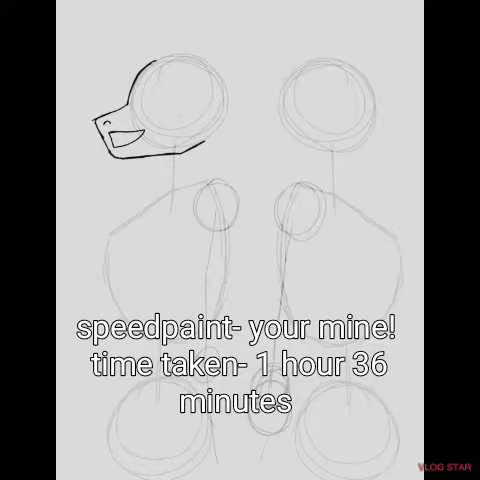 speedpaint- your mine!
time taken- 1 hour 36
minutes
VLOG STAR